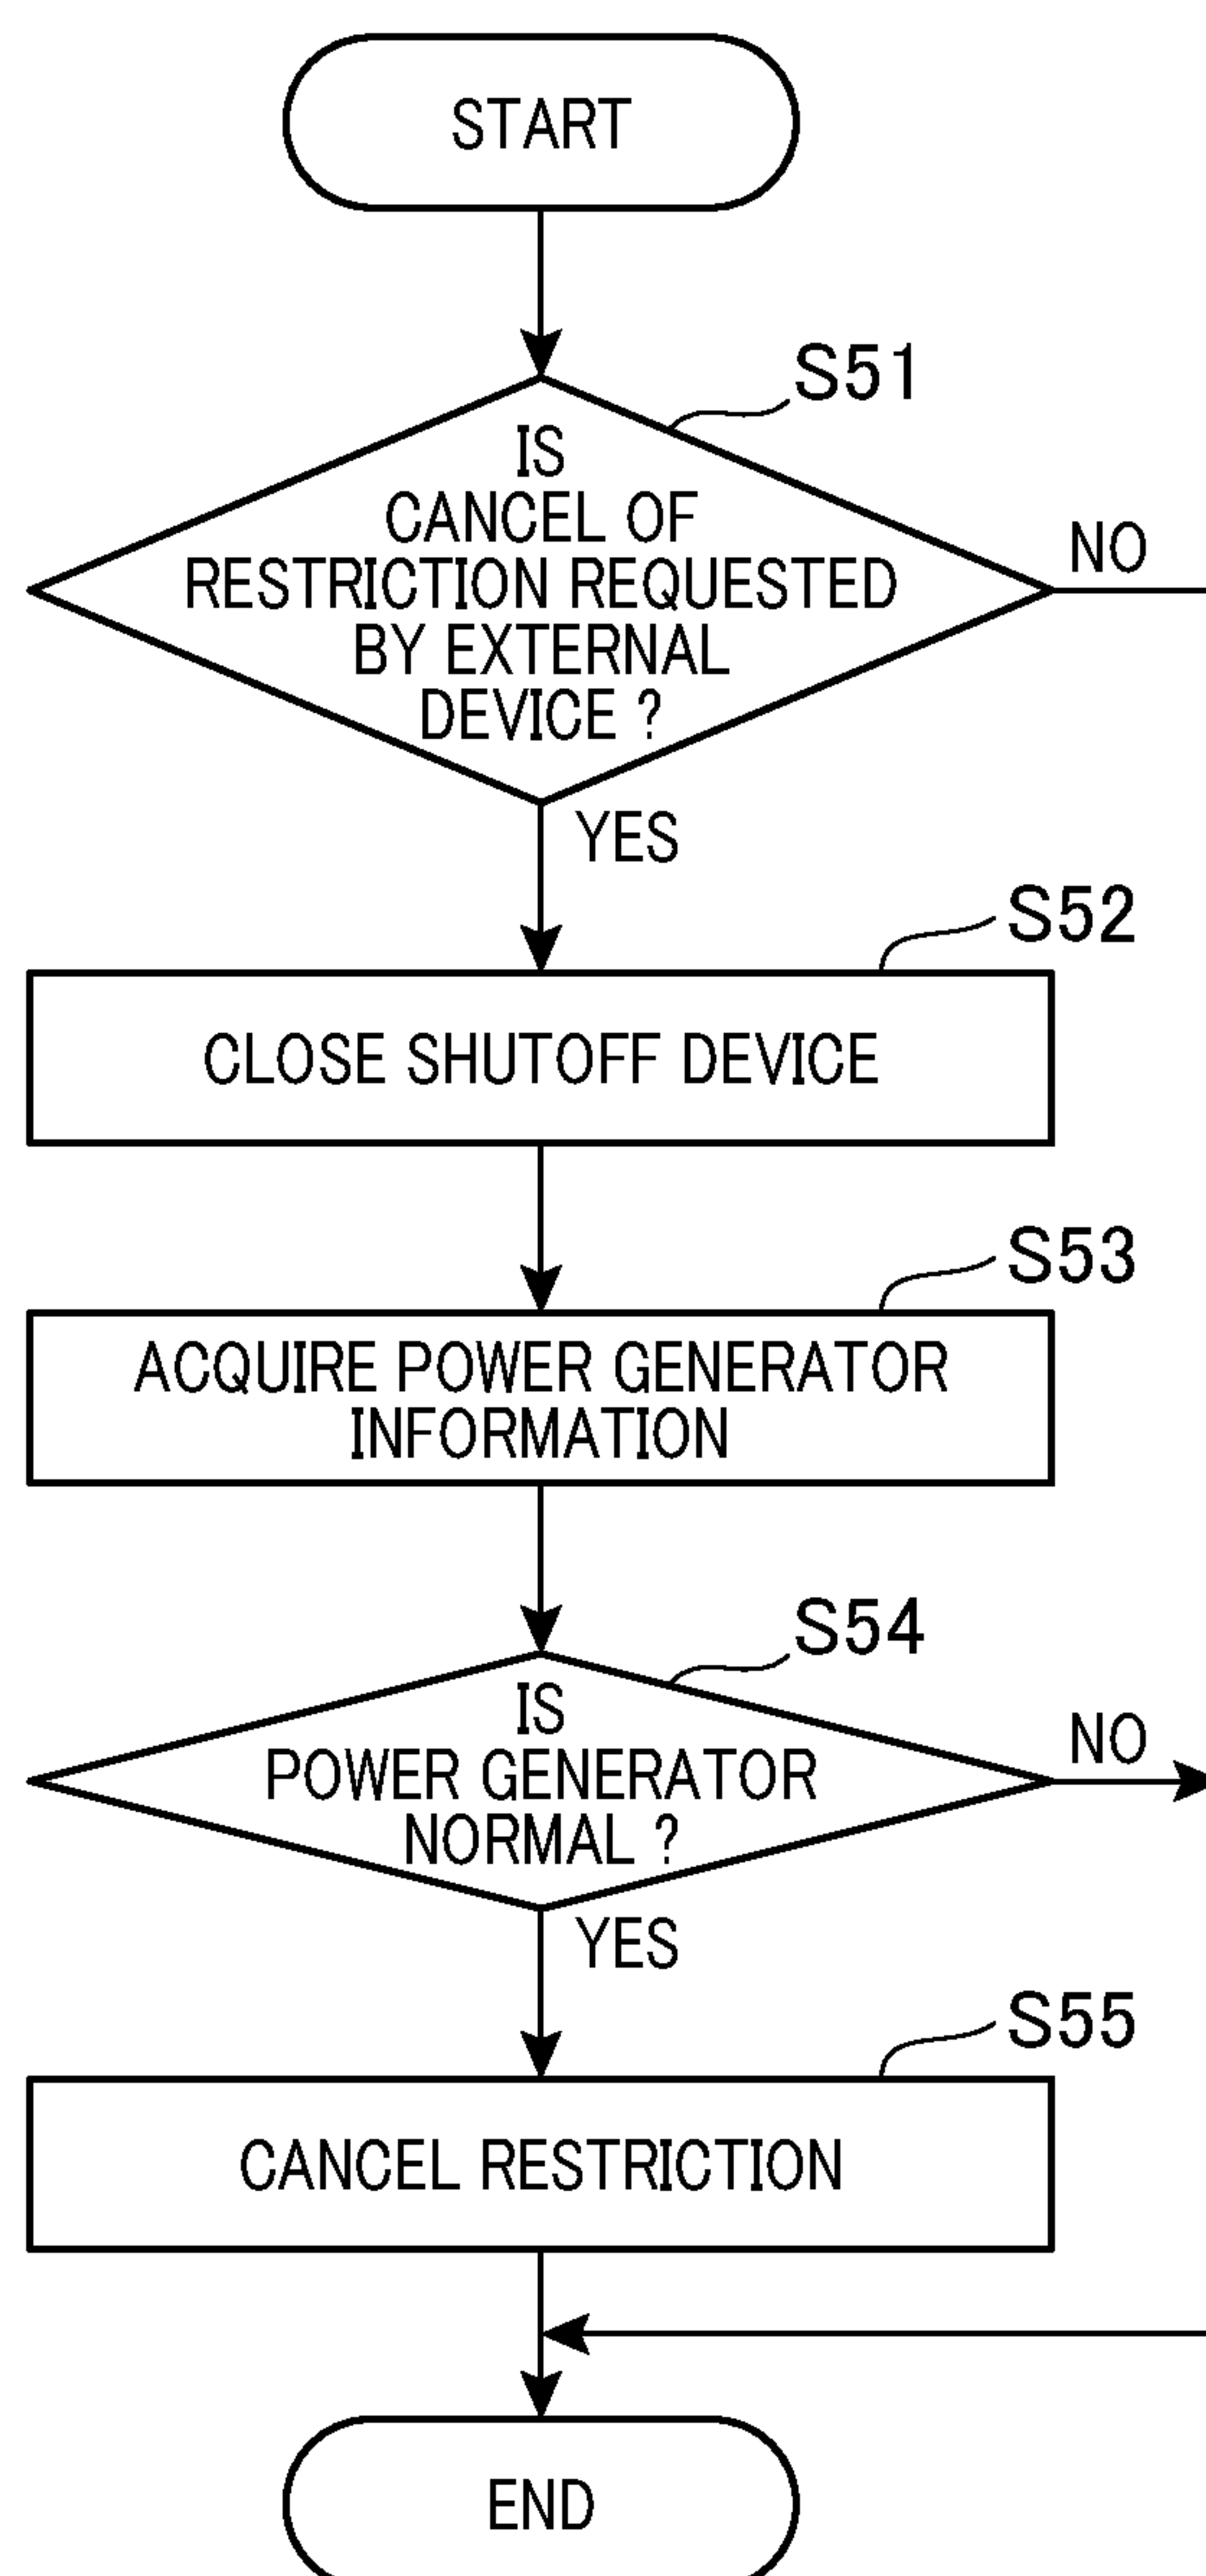 START
S51
IS
CANCEL OF
RESTRICTION REQUESTED
BY EXTERNAL
DEVICE ?
NO
YES
S52
CLOSE SHUTOFF DEVICE
S53
ACQUIRE POWER GENERATOR
INFORMATION
S54
IS
POWER GENERATOR
NORMAL ?
NO
YES
S55
CANCEL RESTRICTION
END